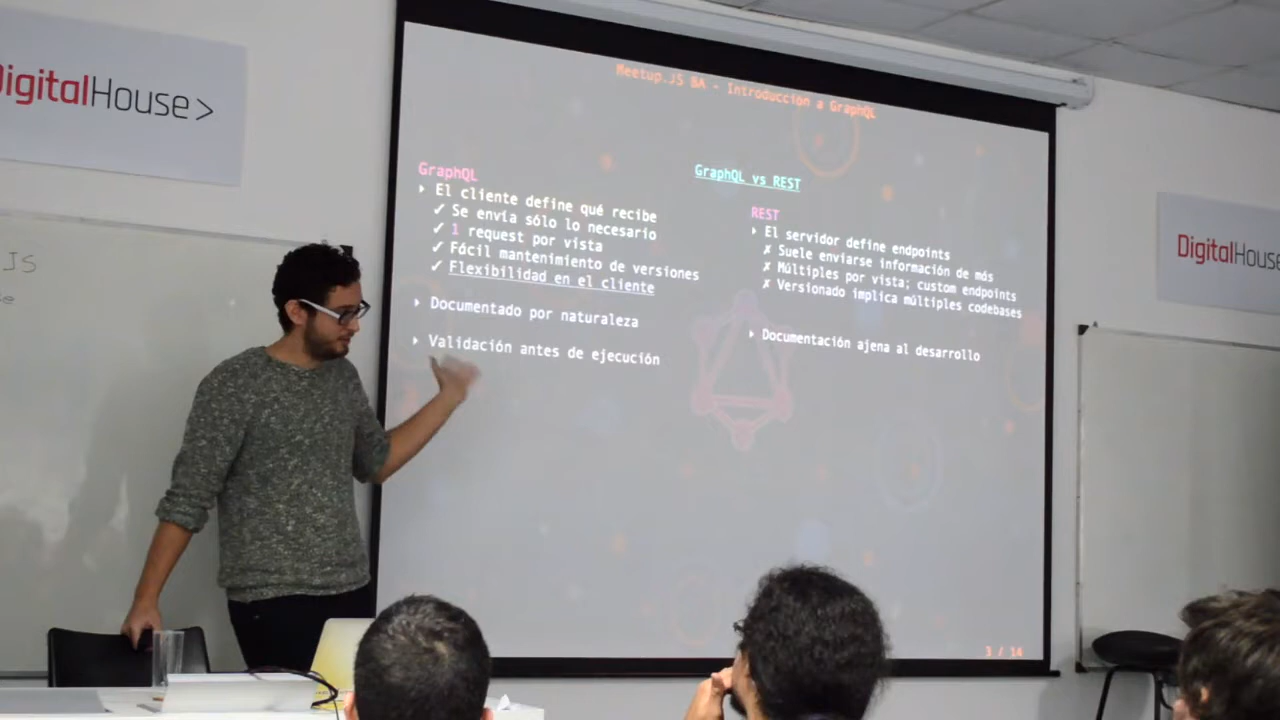 DigitalHouse>
JS
Meetup.JS BA - Introducción a GraphQL
GraphQL vs REST
GraphQL
‣ El cliente define qué recibe
✓ Se envía sólo lo necesario
✓ 1 request por vista
✓ Fácil mantenimiento de versiones
✓ Flexibilidad en el cliente
‣ Documentado por naturaleza
‣ Validación antes de ejecución
REST
‣ El servidor define endpoints
✗ Suele enviarse información de más
✗ Múltiples por vista; custom endpoints
✗ Versionado implica múltiples codebases
‣ Documentación ajena al desarrollo
3 / 14
DigitalHouse